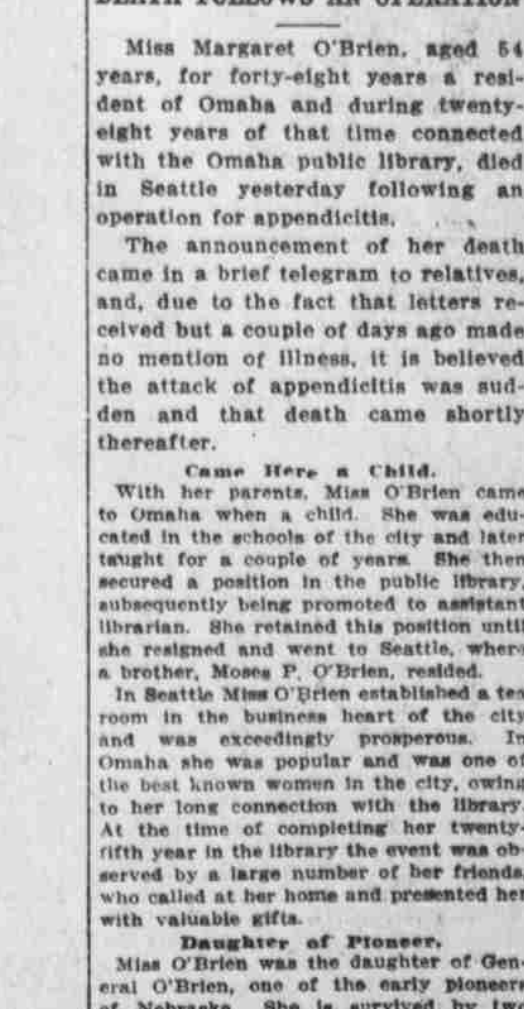 DEATH FOLLOWS AN OPERATION
Miss Margaret O'Brien, aged 54
years, for forty-eight years a resi-
dent of Omaha and during twenty-
eight years of that time connected
with the Omaha public library, died
in Seattle yesterday following an
operation for appendicitis.
The announcement of her death
came in a brief telegram to relatives,
and, due to the fact that letters re-
ceived but a couple of days ago made
no mention of illness, it is believed
the attack of appendicitis was sud-
den and that death came shortly
thereafter.
Came Here a Child.
With her parents, Miss O'Brien came
to Omaha when a child. She was edu-
cated in the schools of the city and later
taught for a couple of years. She then
secured a position in the public library,
subsequently being promoted to assistant
librarian. She retained this position until
she resigned and went to Seattle, where
a brother, Moses P. O'Brien, resided.
In Seattle Miss O'Brien established a tea
room in the business heart of the city
and was exceedingly prosperous. In
Omaha she was popular and was one of
the best known women in the city, owing
to her long connection with the library.
At the time of completing her twenty-
fifth year in the library the event was ob-
served by a large number of her friends,
who called at her home and presented her
with valuable gifts.
Daughter of Pioneer.
Miss O'Brien was the daughter of Gen-
eral O'Brien, one of the early pioneers
of Nebraska. She is survived by two